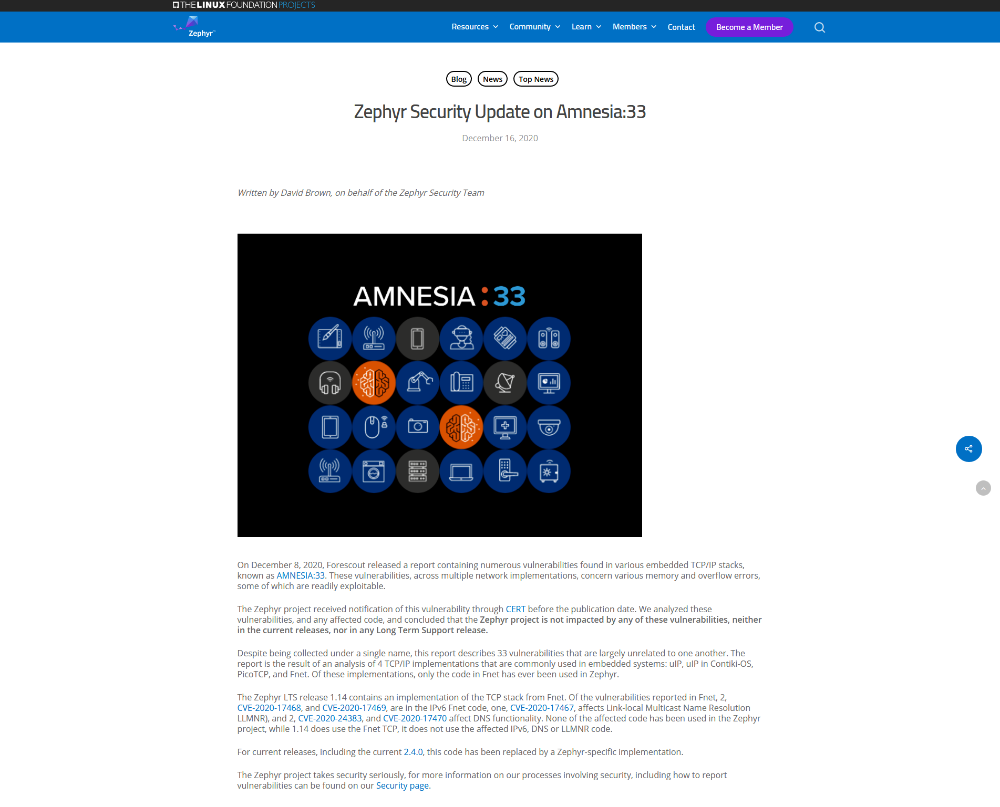 THE LINUX FOUNDATION PROJECTS
Zephyr™
Resources
Community
Learn
Members
Contact
Become a Member
Blog
News
Top News
Zephyr Security Update on Amnesia:33
December 16, 2020
Written by David Brown, on behalf of the Zephyr Security Team
AMNESIA:33
On December 8, 2020, Forescout released a report containing numerous vulnerabilities found in various embedded TCP/IP stacks,
known as AMNESIA:33. These vulnerabilities, across multiple network implementations, concern various memory and overflow errors,
some of which are readily exploitable.
The Zephyr project received notification of this vulnerability through CERT before the publication date. We analyzed these
vulnerabilities, and any affected code, and concluded that the Zephyr project is not impacted by any of these vulnerabilities, neither
in the current releases, nor in any Long Term Support release.
Despite being collected under a single name, this report describes 33 vulnerabilities that are largely unrelated to one another. The
report is the result of an analysis of 4 TCP/IP implementations that are commonly used in embedded systems: uIP, uIP in Contiki-OS,
PicoTCP, and Fnet. Of these implementations, only the code in Fnet has ever been used in Zephyr.
The Zephyr LTS release 1.14 contains an implementation of the TCP stack from Fnet. Of the vulnerabilities reported in Fnet, 2,
CVE-2020-17468, and CVE-2020-17469, are in the IPv6 Fnet code, one, CVE-2020-17467, affects Link-local Multicast Name Resolution
LLMNR), and 2, CVE-2020-24383, and CVE-2020-17470 affect DNS functionality. None of the affected code has been used in the Zephyr
project, while 1.14 does use the Fnet TCP, it does not use the affected IPv6, DNS or LLMNR code.
For current releases, including the current 2.4.0, this code has been replaced by a Zephyr-specific implementation.
The Zephyr project takes security seriously, for more information on our processes involving security, including how to report
vulnerabilities can be found on our Security page.